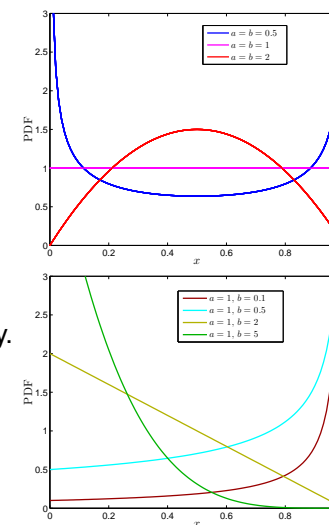 3
2.5
2
1.5
1
0.5
0
PDF
a = b = 0.5
a = b = 1
a = b = 2
0 0.2 0.4 0.6 0.8
x
y.
3
2.5
2
1.5
1
0.5
0
PDF
a = 1, b = 0.1
a = 1, b = 0.5
a = 1, b = 2
a = 1, b = 5
0 0.2 0.4 0.6 0.8
x